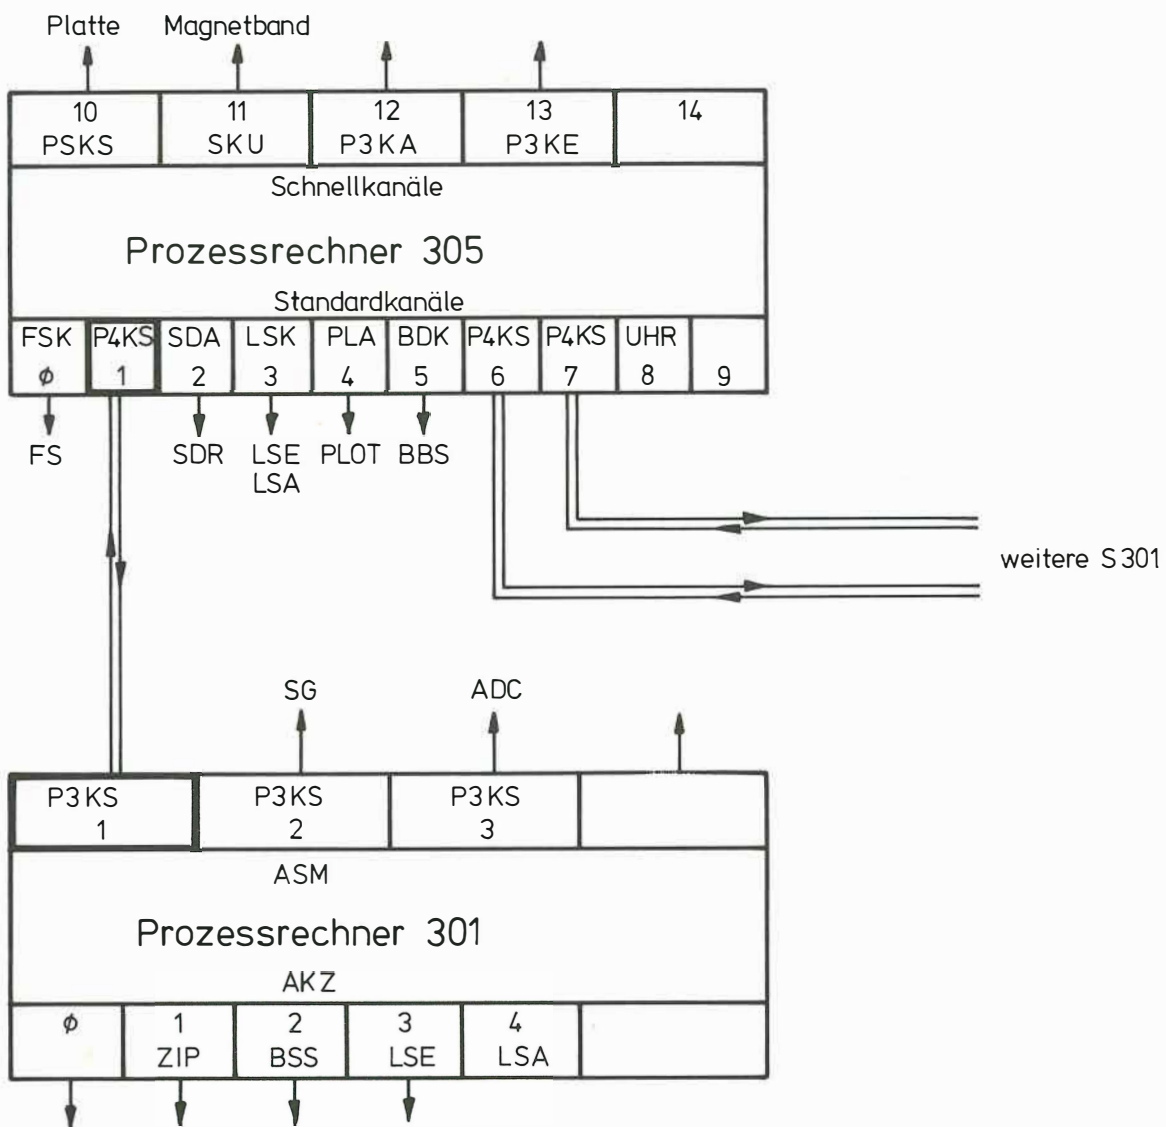 Platte Magnetband
10 11 12 13 14
PSKS SKU P3KA P3KE
Schnellkanäle
Prozessrechner 305
Standardkanäle
FSK P4KS SDA LSK PLA BDK P4KS P4KS UHR
ϕ 1 2 3 4 5 6 7 8 9
FS SDR LSE PLOT BBS
LSA
weitere S301
SG ADC
P3KS P3KS P3KS
1 2 3
ASM
Prozessrechner 301
AKZ
ϕ 1 2 3 4
ZIP BSS LSE LSA